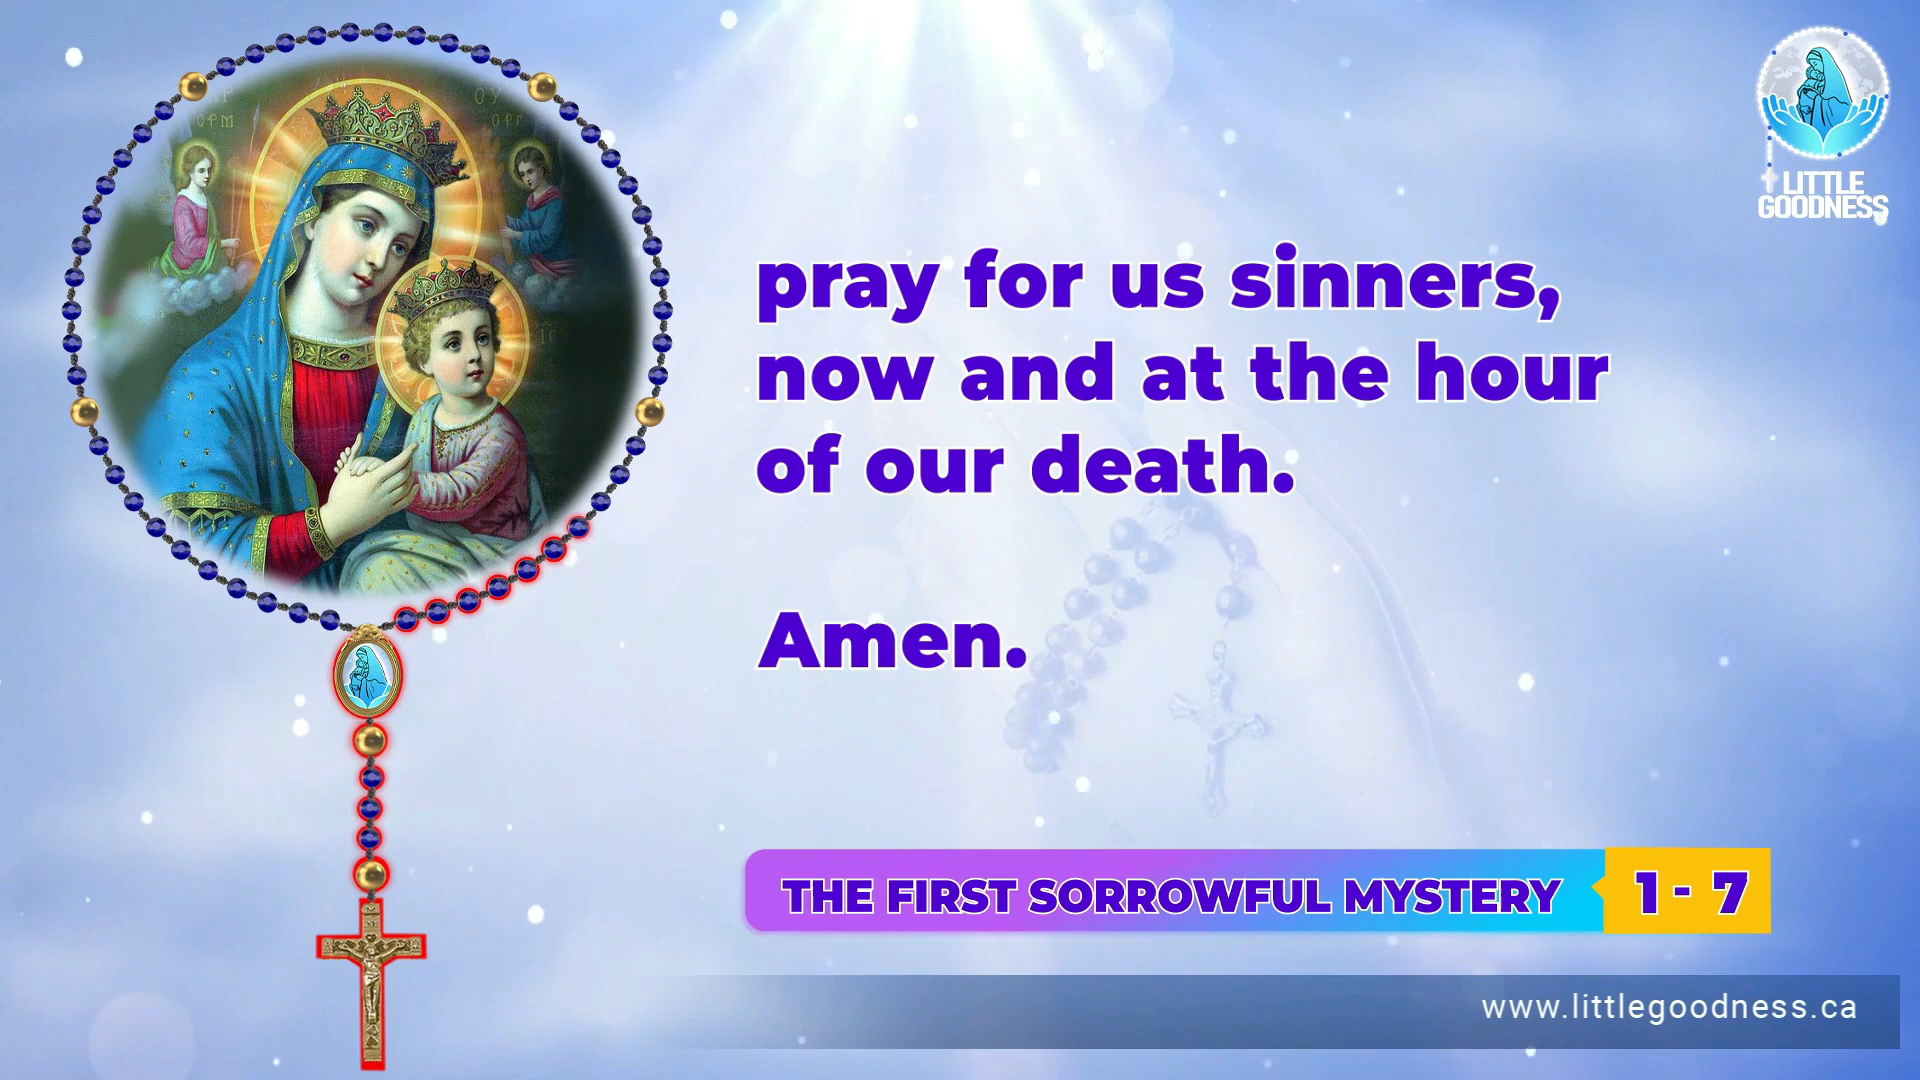 LITTLE
GOODNESS
pray for us sinners,
now and at the hour
of our death.
Amen.
THE FIRST SORROWFUL MYSTERY 1 - 7
www.littlegoodness.ca